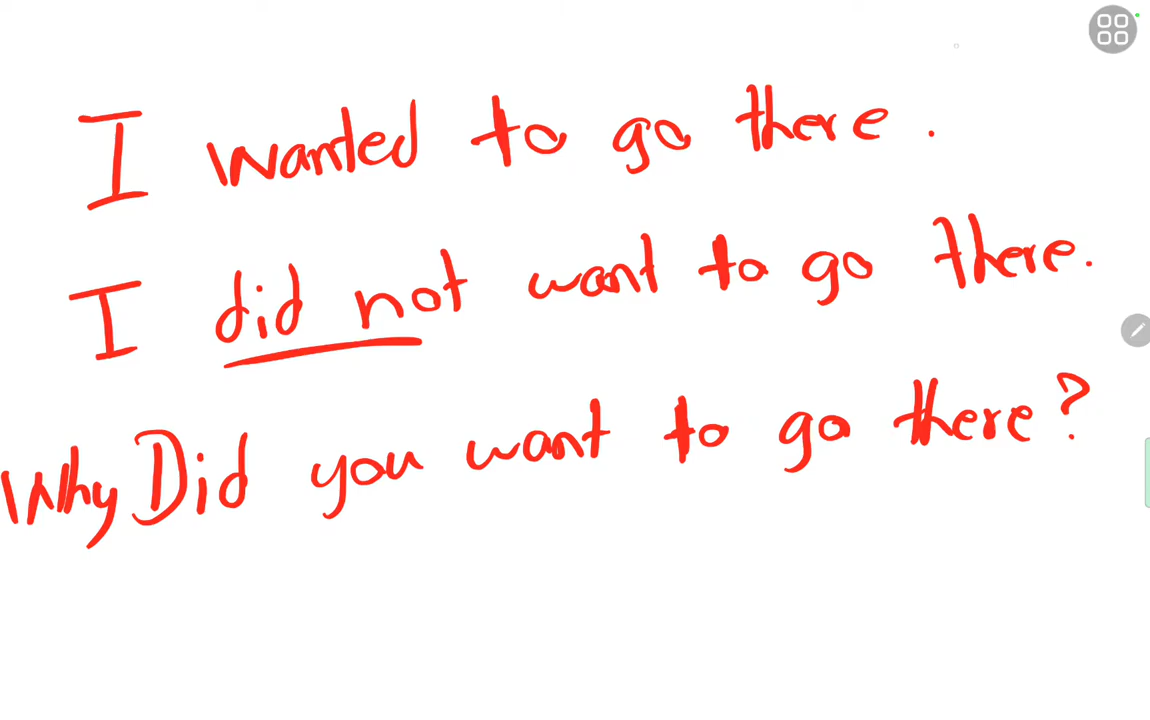 I wanted to go there.
I did not want to go there.
Why Did you want to go there?